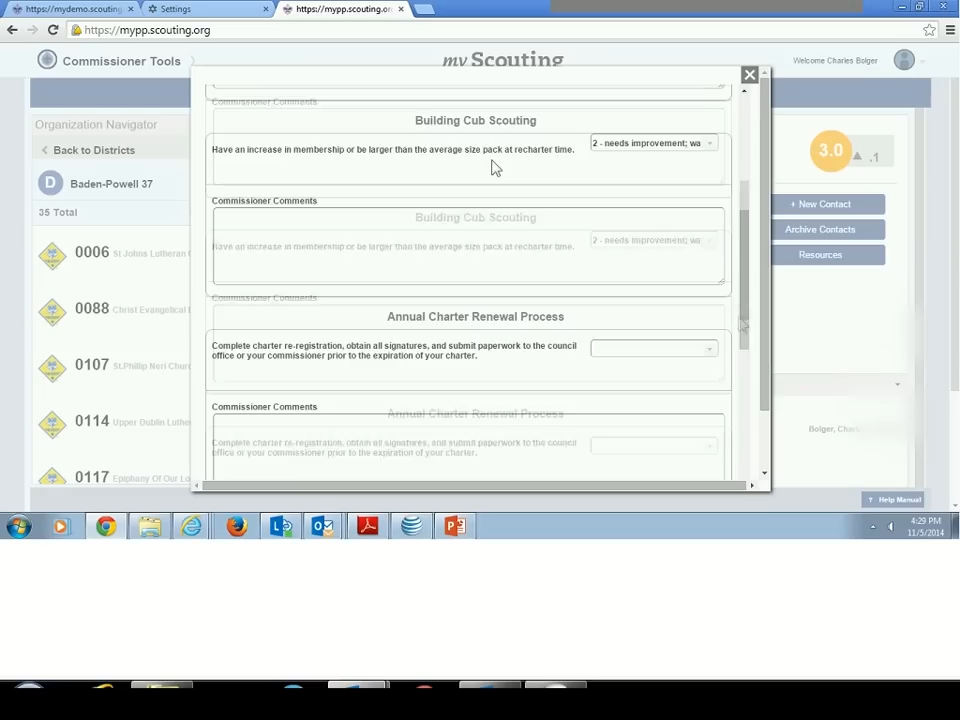 https://mydemo.scouting. Settings https://mypp.scouting.org
https://mypp.scouting.org
Commissioner Tools
my Scouting
Welcome Charles Bolger
Organization Navigator
Back to Districts
D Baden-Powell 37
35 Total
0006 St Johns Lutheran
0088 Christ Evangelical
0107 St.Phillip Neri Churc
0114 Upper Dublin Luthe
0117 Epiphany Of Our Lo
Commissioner Comments
Building Cub Scouting
Have an increase in membership or be larger than the average size pack at recharter time.
2 - needs improvement; wa
Commissioner Comments
Building Cub Scouting
Have an increase in membership or be larger than the average size pack at recharter time.
2 - needs improvement; wa
Commissioner Comments
Annual Charter Renewal Process
Complete charter re-registration, obtain all signatures, and submit paperwork to the council
office or your commissioner prior to the expiration of your charter.
Commissioner Comments
Annual Charter Renewal Process
Complete charter re-registration, obtain all signatures, and submit paperwork to the council
office or your commissioner prior to the expiration of your charter.
3.0 .1
+ New Contact
Archive Contacts
Resources
Bolger, Char
? Help Manual
4:29 PM
11/5/2014